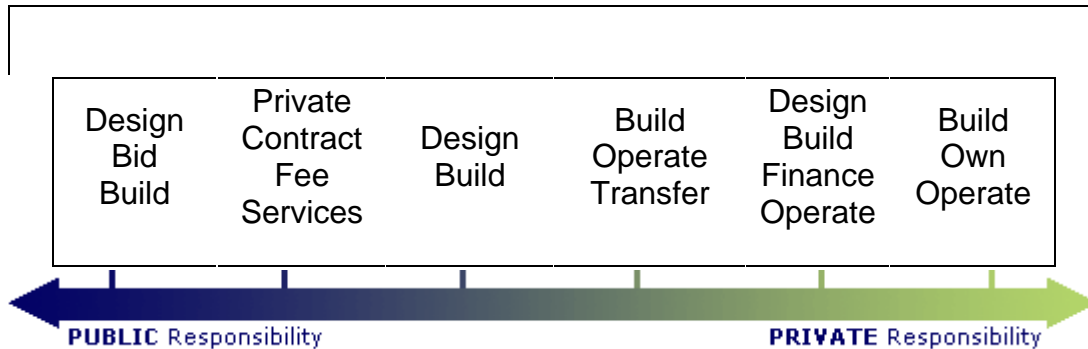 Design
Bid
Build
Private
Contract
Fee
Services
Design
Build
Build
Operate
Transfer
Design
Build
Finance
Operate
Build
Own
Operate
PUBLIC Responsibility
PRIVATE Responsibility